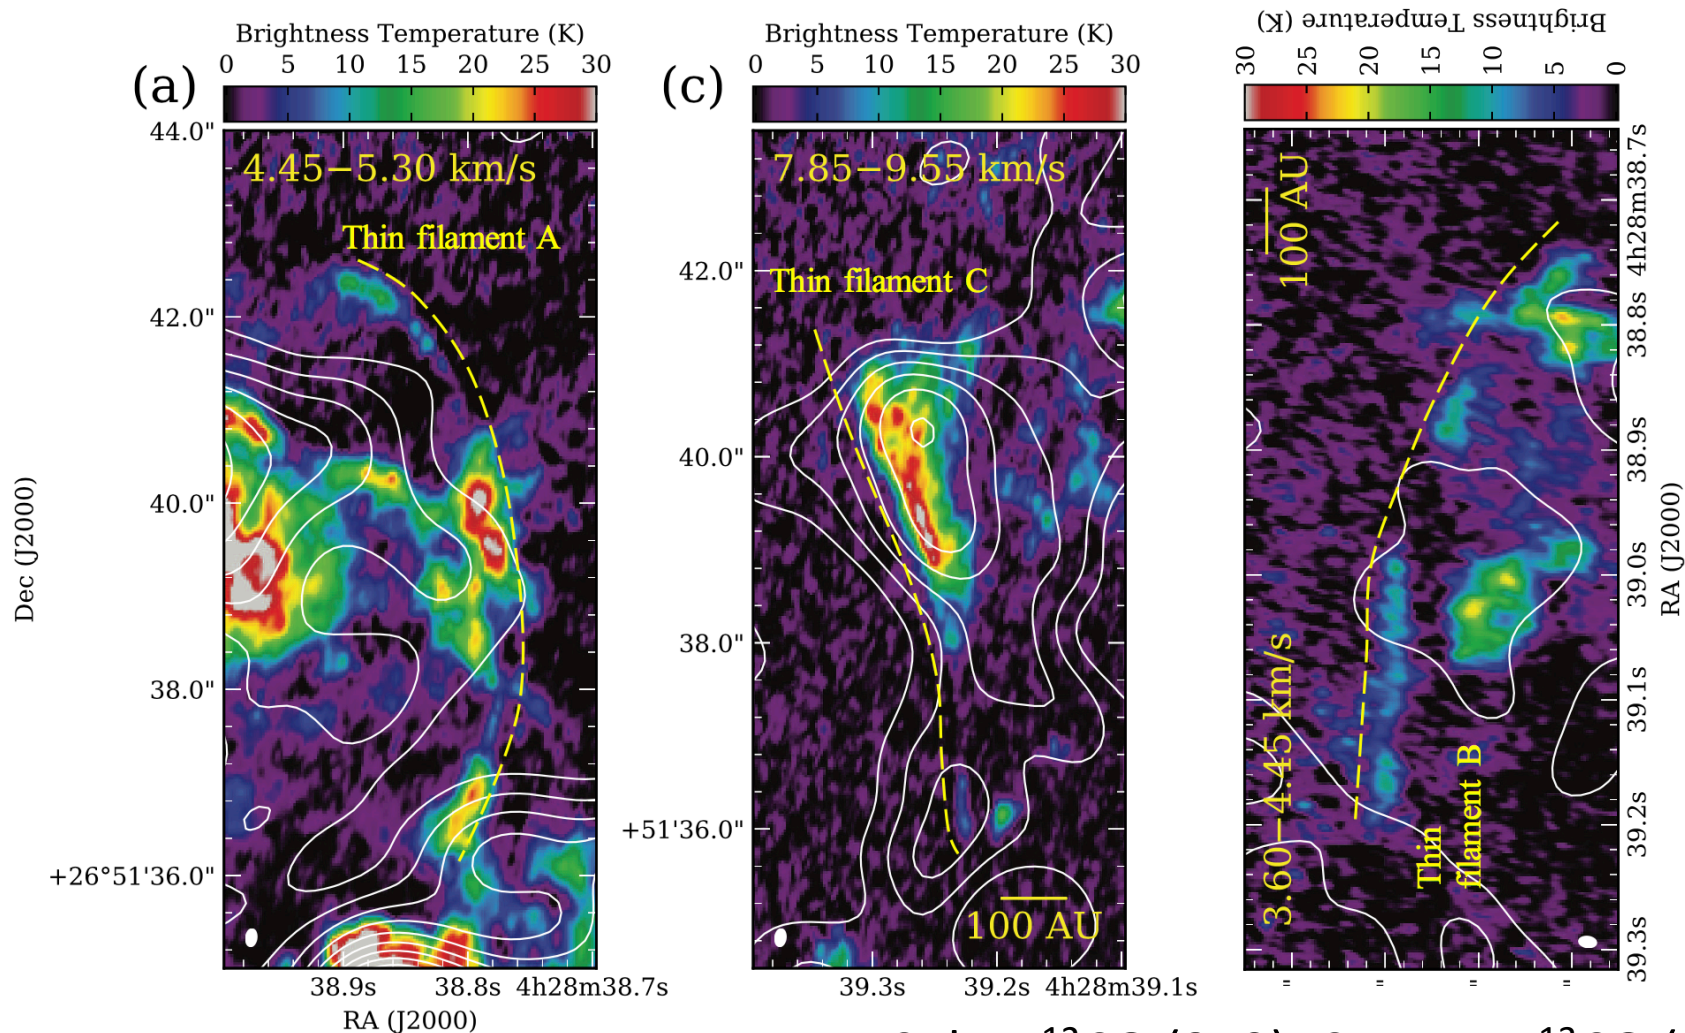 Brightness Temperature (K)
0 5 10 15 20 25 30
(a)
44.0"
42.0"
40.0"
38.0"
+26°51'36.0"
Dec (J2000)
4.45−5.30 km/s
Thin filament A
38.9s 38.8s 4h28m38.7s
RA (J2000)
Brightness Temperature (K)
0 5 10 15 20 25 30
(c)
42.0"
40.0"
38.0"
+51'36.0"
7.85−9.55 km/s
Thin filament C
100 AU
39.3s 39.2s 4h28m39.1s
Brightness Temperature (K)
30 25 20 15 10 5 0
100 AU
3.60−4.45 km/s
Thin
filament B
4h28m38.7s
38.8s
38.9s
39.0s
39.1s
39.2s
39.3s
RA (J2000)
" " " "